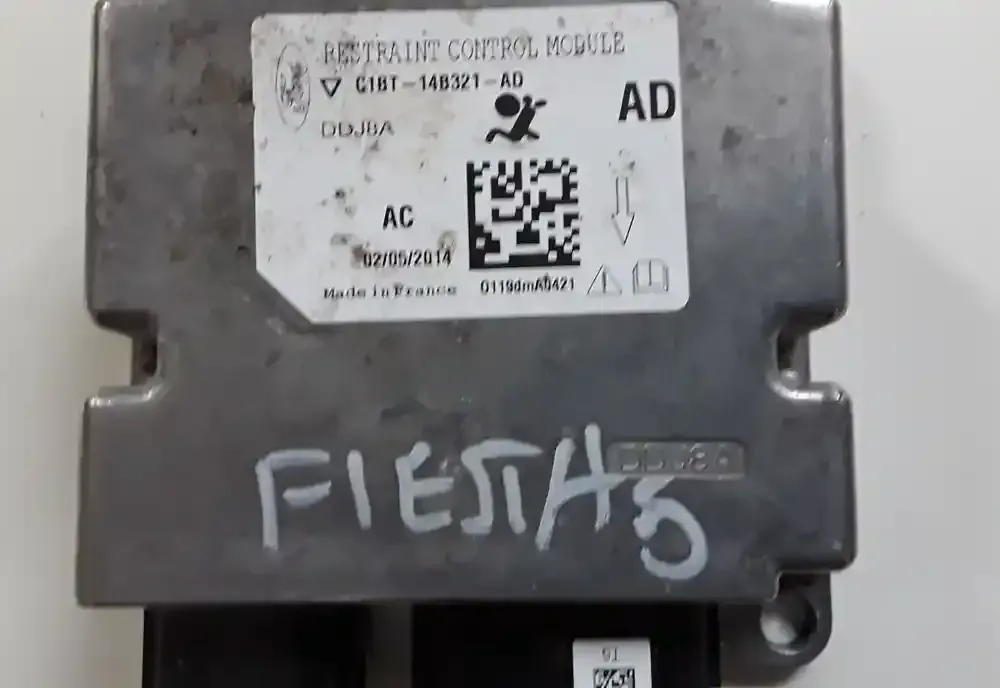 RESTRAINT CONTROL MODULE
C1BT-14B321-AD
AD
DDJ8A
AC
02/05/2014
Made in France
0119dmA0421
DDJ8A
FIESTA 5